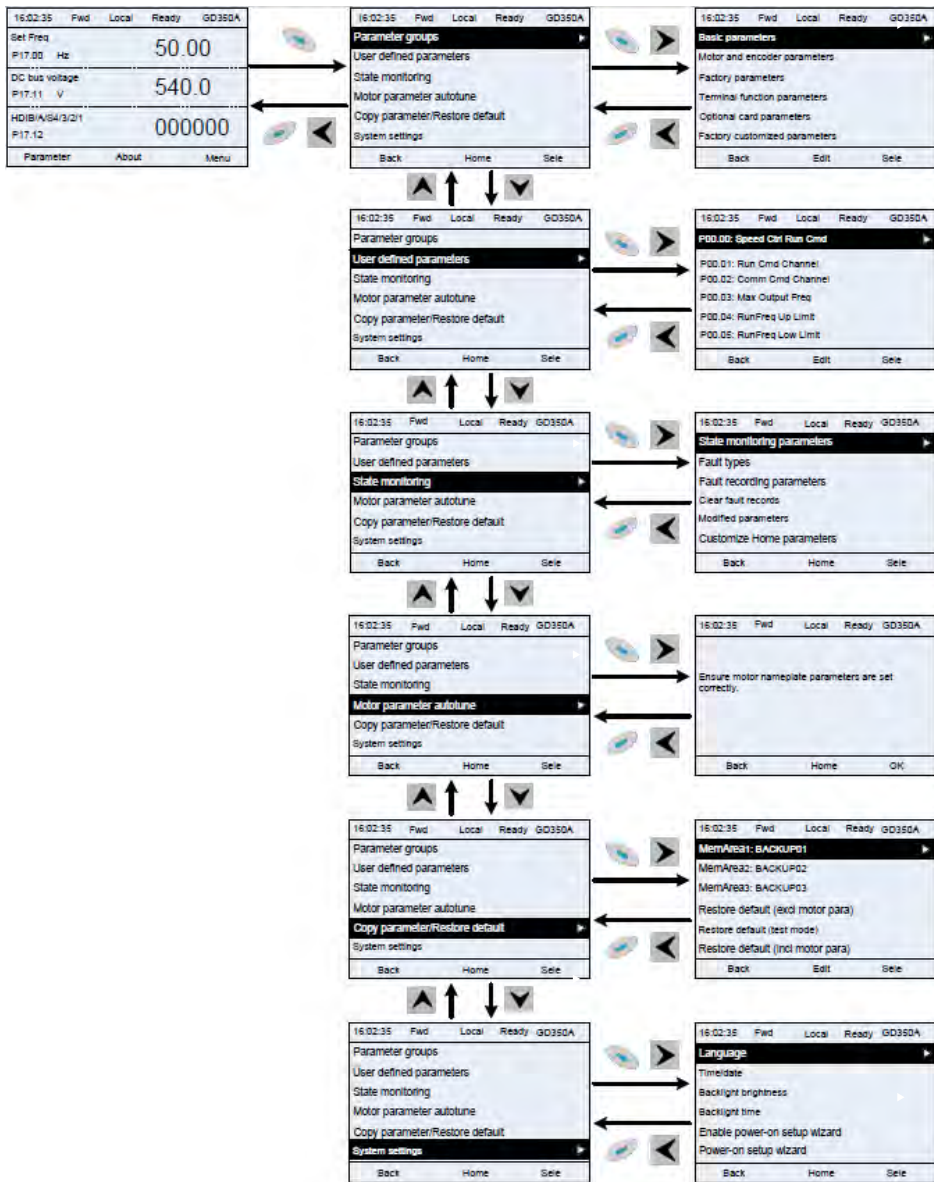 16:02:35 Fwd Local Ready GD350A
Set Freq
P17.00 Hz 50.00
DC bus voltage
P17.11 V 540.0
HDIB/A/S4/3/2/1
P17.12 000000
Parameter About Menu
16:02:35 Fwd Local Ready GD350A
Parameter groups
User defined parameters
State monitoring
Motor parameter autotune
Copy parameter/Restore default
System settings
Back Home Sele
16:02:35 Fwd Local Ready GD350A
Basic parameters
Motor and encoder parameters
Factory parameters
Terminal function parameters
Optional card parameters
Factory customized parameters
Back Edit Sele
16:02:35 Fwd Local Ready GD350A
Parameter groups
User defined parameters
State monitoring
Motor parameter autotune
Copy parameter/Restore default
System settings
Back Home Sele
16:02:35 Fwd Local Ready GD350A
P00.00: Speed Ctrl Run Cmd
P00.01: Run Cmd Channel
P00.02: Comm Cmd Channel
P00.03: Max Output Freq
P00.04: RunFreq Up Limit
P00.05: RunFreq Low Limit
Back Edit Sele
16:02:35 Fwd Local Ready GD350A
Parameter groups
User defined parameters
State monitoring
Motor parameter autotune
Copy parameter/Restore default
System settings
Back Home Sele
16:02:35 Fwd Local Ready GD350A
State monitoring parameters
Fault types
Fault recording parameters
Clear fault records
Modified parameters
Customize Home parameters
Back Home Sele
16:02:35 Fwd Local Ready GD350A
Parameter groups
User defined parameters
State monitoring
Motor parameter autotune
Copy parameter/Restore default
System settings
Back Home Sele
16:02:35 Fwd Local Ready GD350A
Ensure motor nameplate parameters are set
correctly.
Back Home OK
16:02:35 Fwd Local Ready GD350A
Parameter groups
User defined parameters
State monitoring
Motor parameter autotune
Copy parameter/Restore default
System settings
Back Home Sele
16:02:35 Fwd Local Ready GD350A
MemArea1: BACKUP01
MemArea2: BACKUP02
MemArea3: BACKUP03
Restore default (excl motor para)
Restore default (test mode)
Restore default (incl motor para)
Back Edit Sele
16:02:35 Fwd Local Ready GD350A
Parameter groups
User defined parameters
State monitoring
Motor parameter autotune
Copy parameter/Restore default
System settings
Back Home Sele
16:02:35 Fwd Local Ready GD350A
Language
Time/date
Backlight brightness
Backlight time
Enable power-on setup wizard
Power-on setup wizard
Back Home Sele